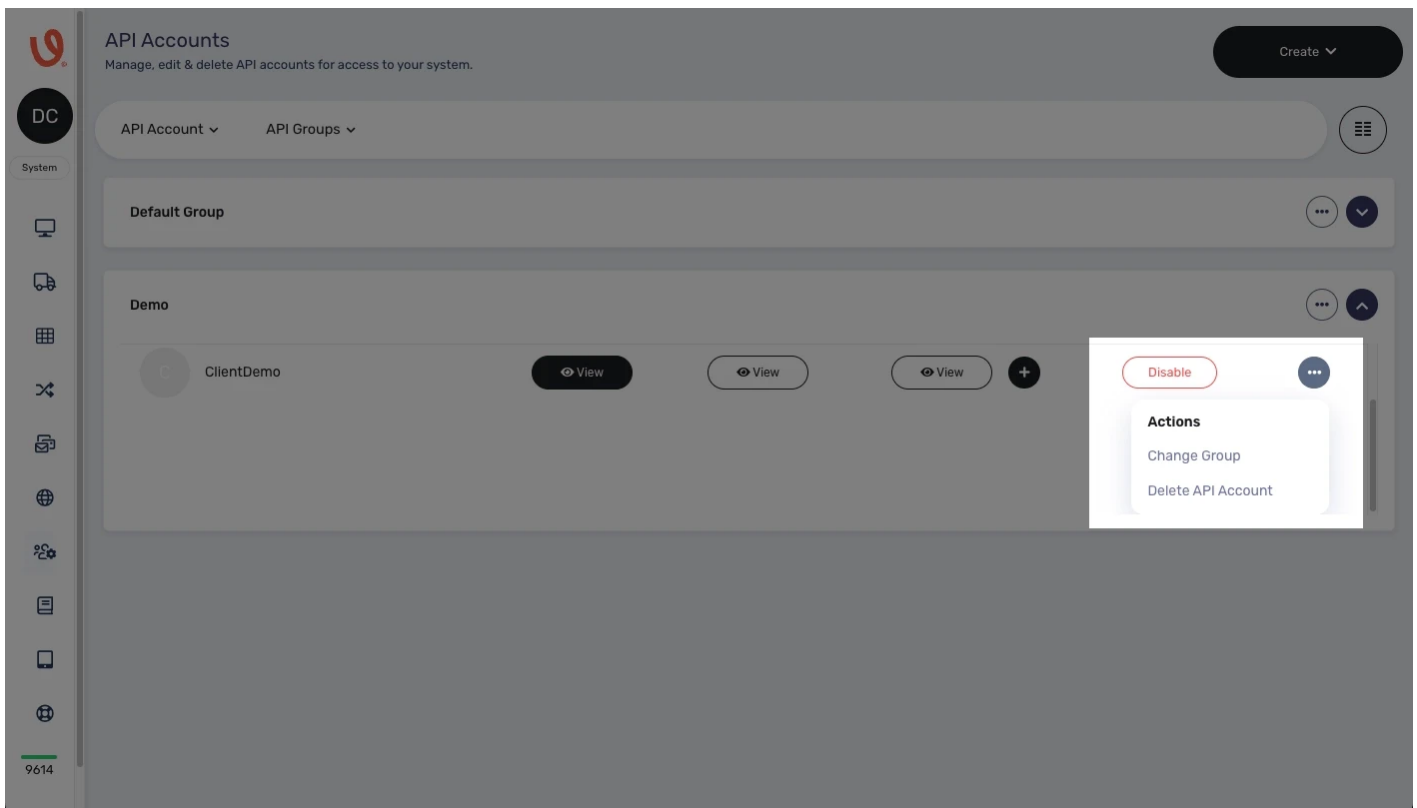 API Accounts
Manage, edit & delete API accounts for access to your system.
Create
DC
System
API Account
API Groups
Default Group
Demo
C
ClientDemo
View
View
View
Disable
Actions
Change Group
Delete API Account
9614